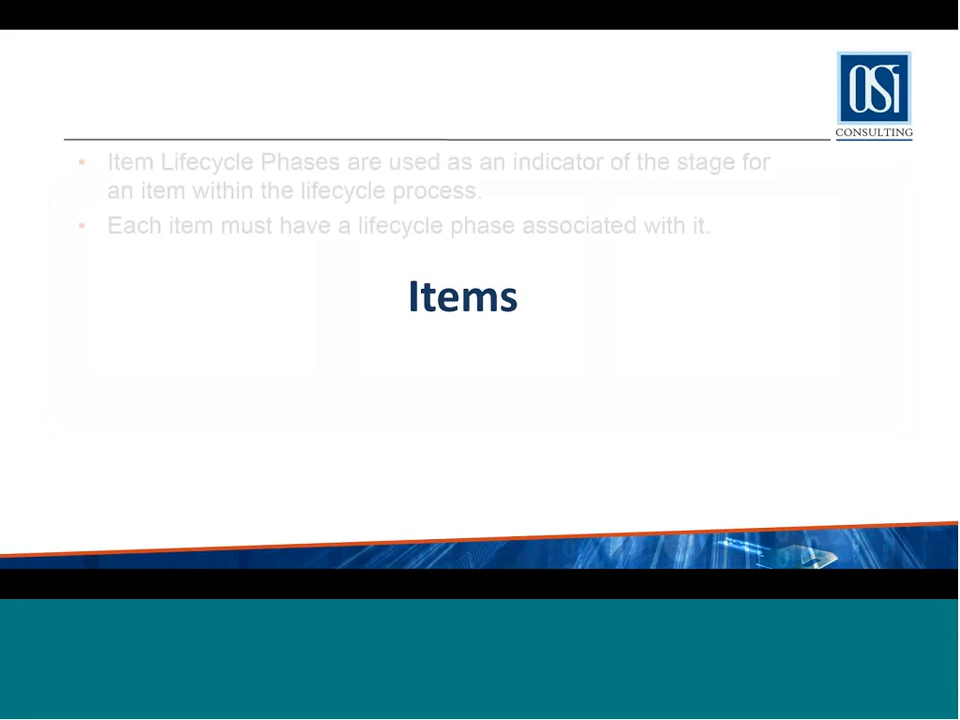 OSi
CONSULTING
• Item Lifecycle Phases are used as an indicator of the stage for
an item within the lifecycle process.
• Each item must have a lifecycle phase associated with it.
Items